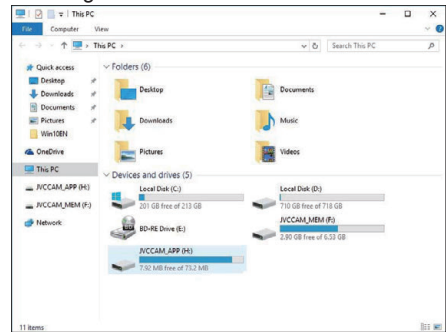 This PC
File Computer View
This PC
Search This PC
Quick access
Desktop
Downloads
Documents
Pictures
Win10EN
OneDrive
This PC
JVCCAM_APP (H:)
JVCCAM_MEM (F:)
Network
Folders (6)
Desktop
Documents
Downloads
Music
Pictures
Videos
Devices and drives (5)
Local Disk (C:)
201 GB free of 213 GB
Local Disk (D:)
710 GB free of 718 GB
BD-RE Drive (E:)
JVCCAM_MEM (F:)
2.90 GB free of 6.53 GB
JVCCAM_APP (H:)
7.92 MB free of 75.2 MB
11 items